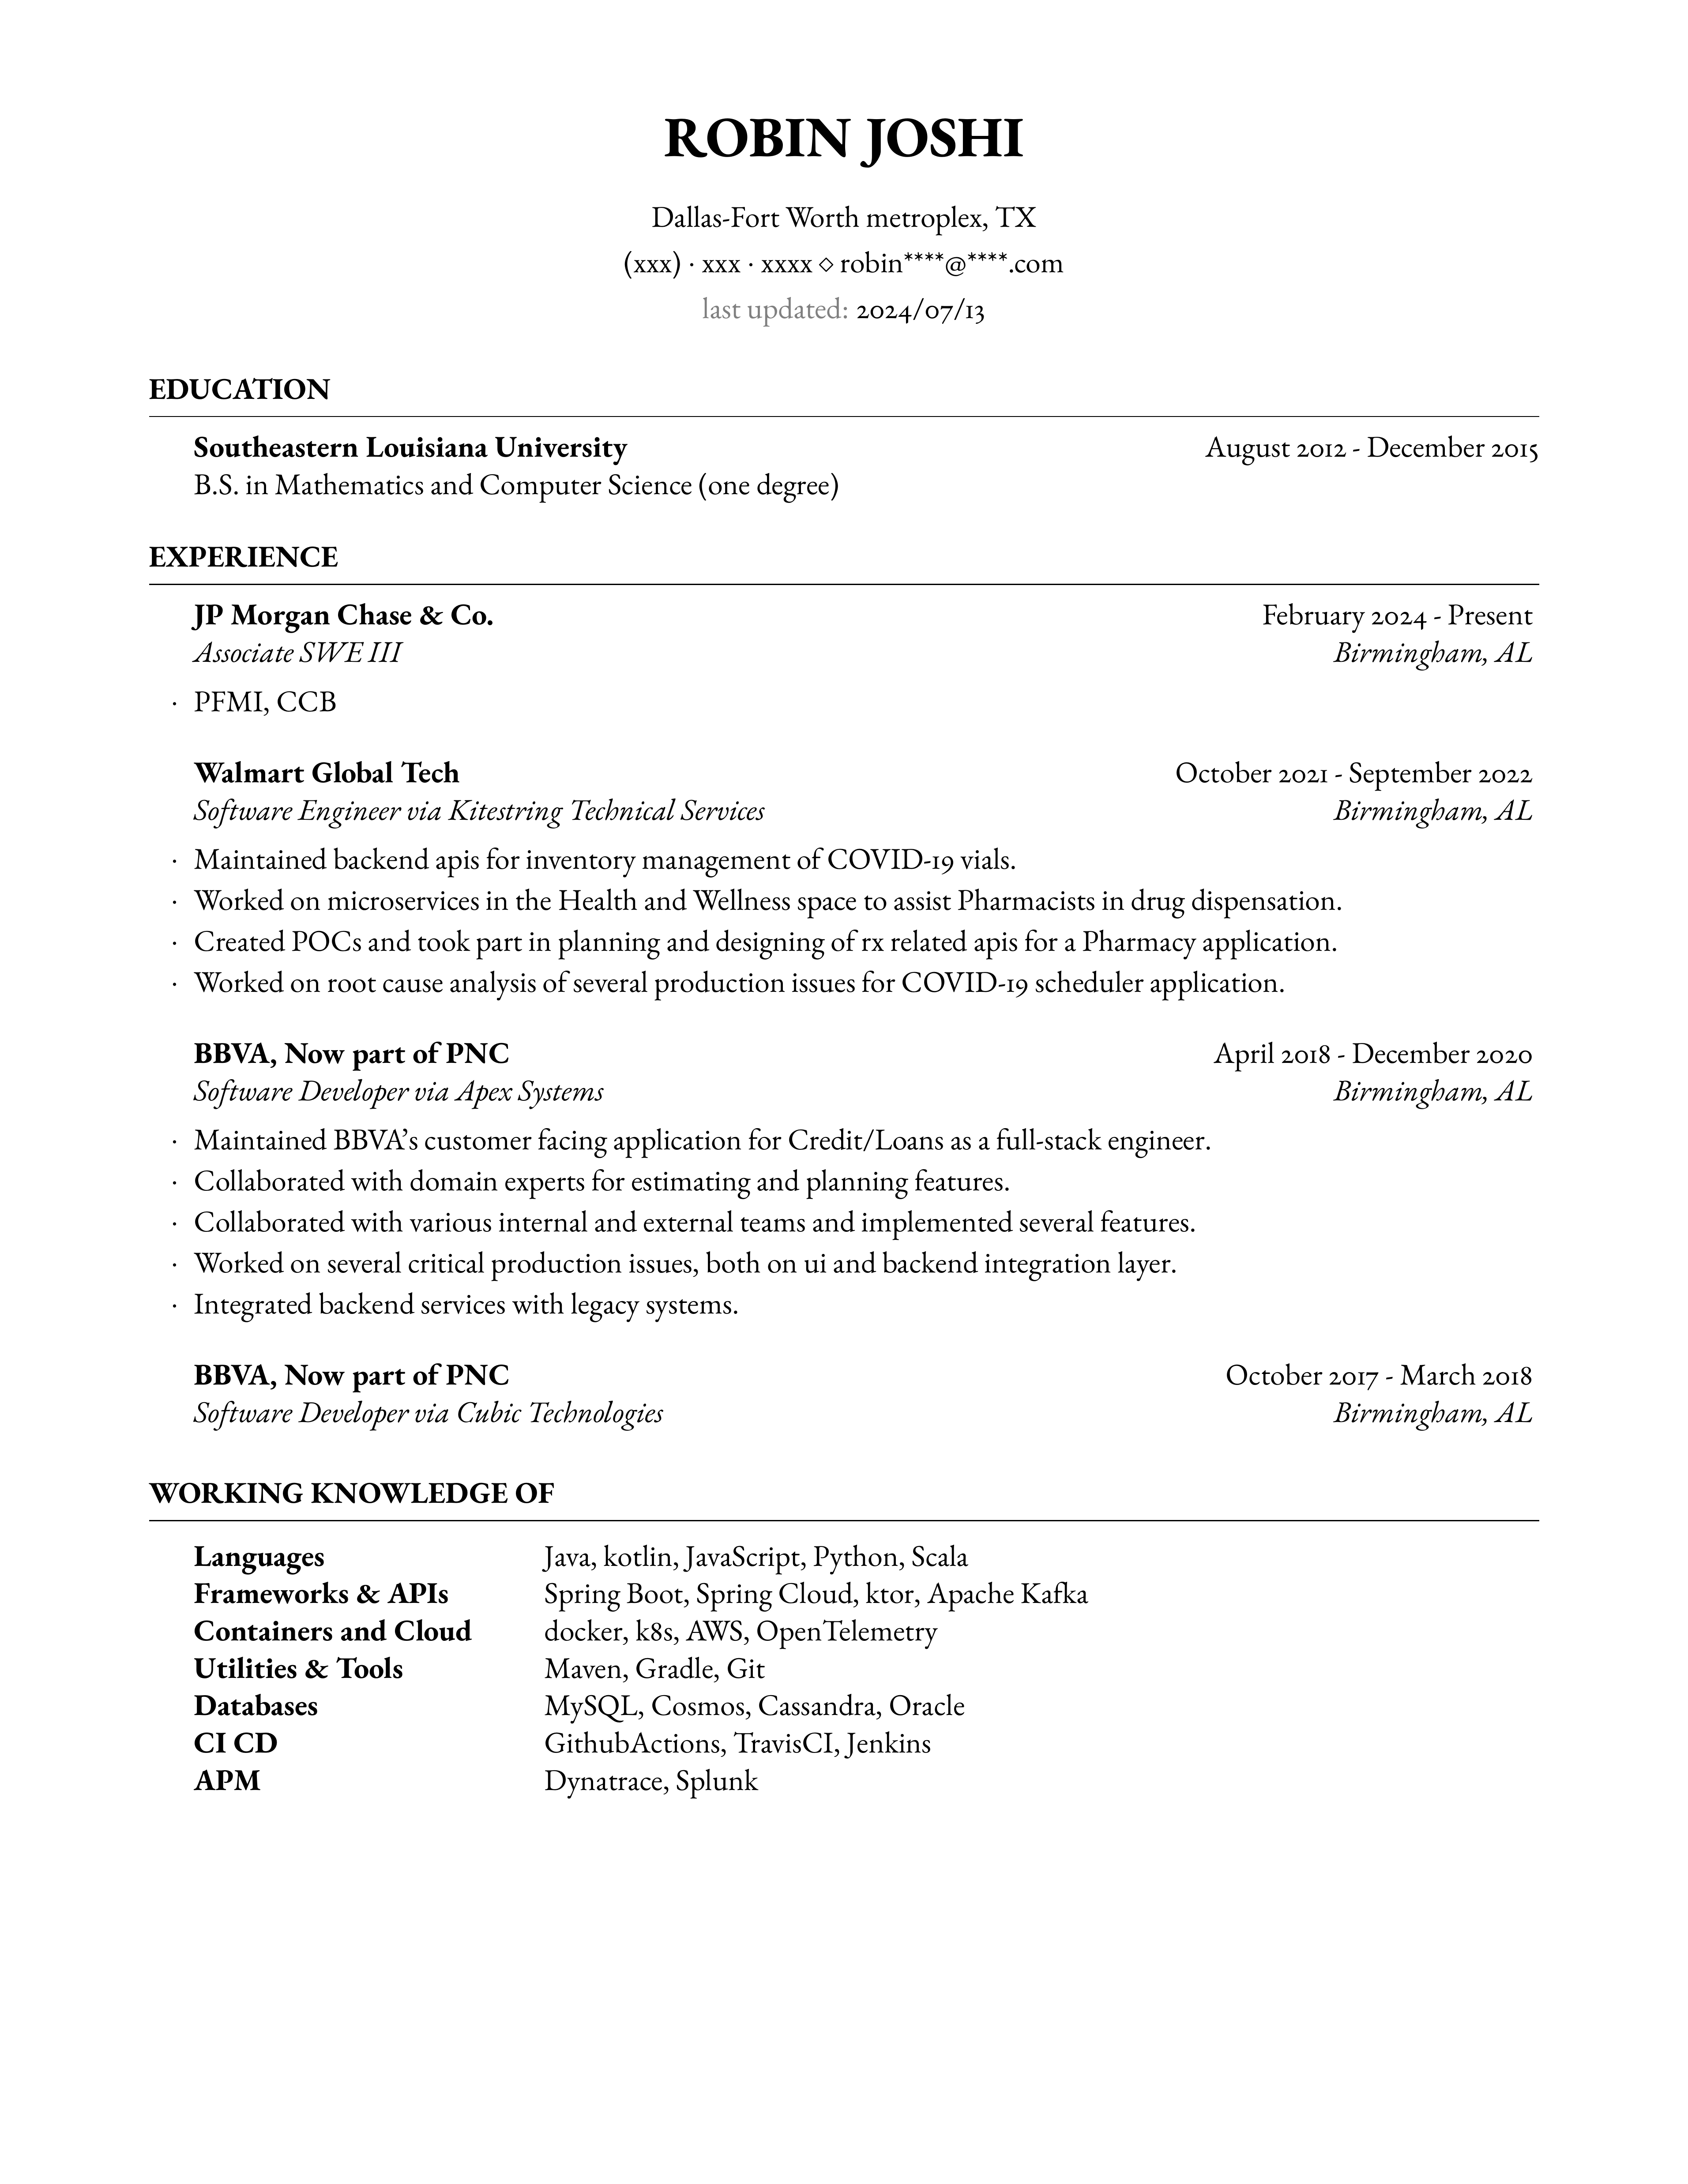 ROBIN JOSHI
Dallas-Fort Worth metroplex, TX
(xxx) · xxx · xxxx ⋄ robin****@****.com
last updated: 2024/07/13
EDUCATION
Southeastern Louisiana University August 2012 - December 2015
B.S. in Mathematics and Computer Science (one degree)
EXPERIENCE
JP Morgan Chase & Co. February 2024 - Present
Associate SWE III Birmingham, AL
· PFMI, CCB
Walmart Global Tech October 2021 - September 2022
Software Engineer via Kitestring Technical Services Birmingham, AL
· Maintained backend apis for inventory management of COVID-19 vials.
· Worked on microservices in the Health and Wellness space to assist Pharmacists in drug dispensation.
· Created POCs and took part in planning and designing of rx related apis for a Pharmacy application.
· Worked on root cause analysis of several production issues for COVID-19 scheduler application.
BBVA, Now part of PNC April 2018 - December 2020
Software Developer via Apex Systems Birmingham, AL
· Maintained BBVA’s customer facing application for Credit/Loans as a full-stack engineer.
· Collaborated with domain experts for estimating and planning features.
· Collaborated with various internal and external teams and implemented several features.
· Worked on several critical production issues, both on ui and backend integration layer.
· Integrated backend services with legacy systems.
BBVA, Now part of PNC October 2017 - March 2018
Software Developer via Cubic Technologies Birmingham, AL
WORKING KNOWLEDGE OF
Languages Java, kotlin, JavaScript, Python, Scala
Frameworks & APIs Spring Boot, Spring Cloud, ktor, Apache Kafka
Containers and Cloud docker, k8s, AWS, OpenTelemetry
Utilities & Tools Maven, Gradle, Git
Databases MySQL, Cosmos, Cassandra, Oracle
CI CD GithubActions, TravisCI, Jenkins
APM Dynatrace, Splunk